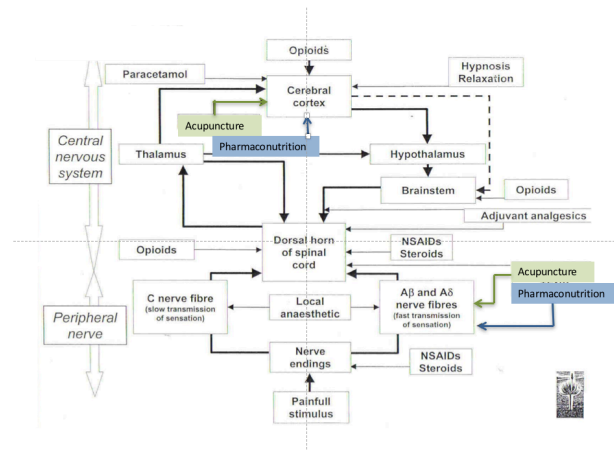 Opioids
Paracetamol
Hypnosis
Relaxation
Cerebral
cortex
Acupuncture
Pharmaconutrition
Central
nervous
system
Thalamus
Hypothalamus
Brainstem
Opioids
Adjuvant analgesics
Opioids
Dorsal horn
of spinal
cord
NSAIDs
Steroids
Acupuncture
Pharmaconutrition
C nerve fibre
(slow transmission
of sensation)
Local
anaesthetic
Aβ and Aδ
nerve fibres
(fast transmission
of sensation)
Peripheral
nerve
Nerve
endings
NSAIDs
Steroids
Painfull
stimulus